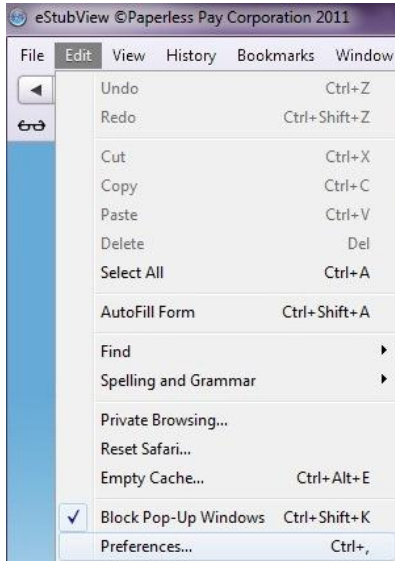 eStubView ©Paperless Pay Corporation 2011
File Edit View History Bookmarks Window
Undo Ctrl+Z
Redo Ctrl+Shift+Z
Cut Ctrl+X
Copy Ctrl+C
Paste Ctrl+V
Delete Del
Select All Ctrl+A
AutoFill Form Ctrl+Shift+A
Find
Spelling and Grammar
Private Browsing...
Reset Safari...
Empty Cache... Ctrl+Alt+E
Block Pop-Up Windows Ctrl+Shift+K
Preferences... Ctrl+,